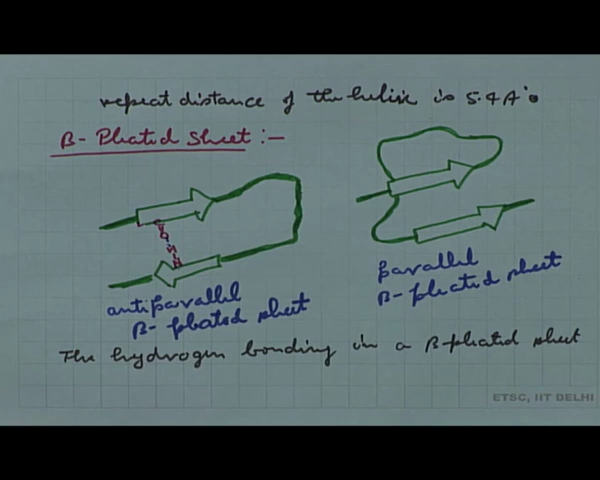 repeat distance of the helix is 5.4A°.
β- Pleated Sheet :-
antiparallel
β- pleated sheet
parallel
β- pleated sheet
The hydrogen bonding in a β-pleated sheet
ETSC, IIT DELHI